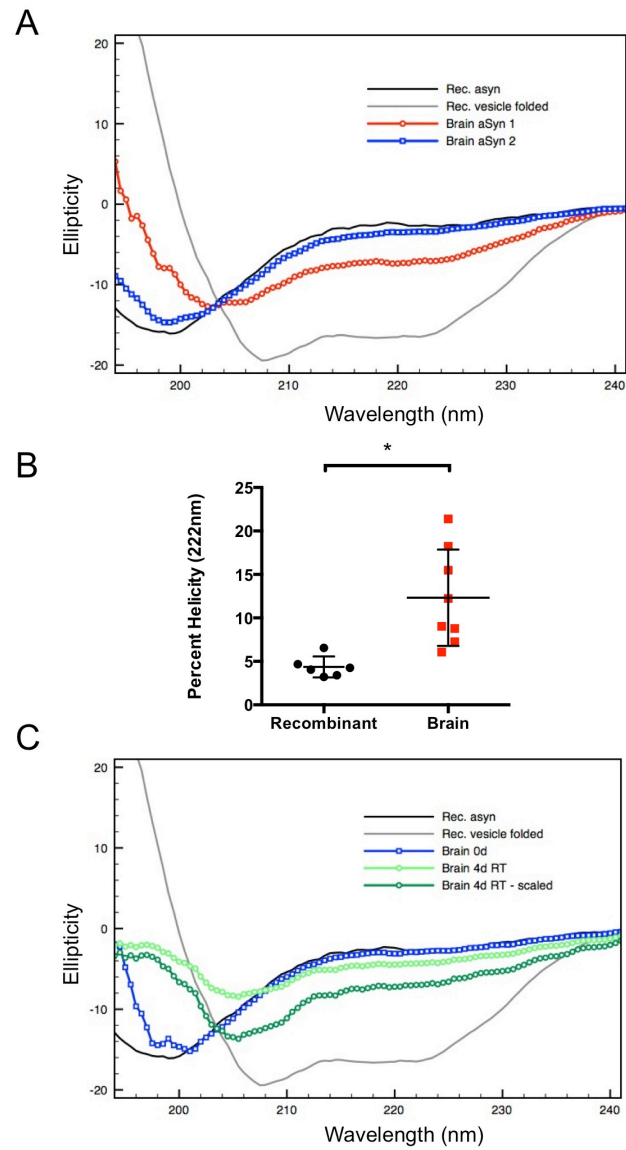 A
20
10
0
-10
-20
Ellipticity
Rec. asyn
Rec. vesicle folded
Brain aSyn 1
Brain aSyn 2
200
210
220
230
240
Wavelength (nm)
B
*
25
20
15
10
5
0
Percent Helicity (222nm)
Recombinant
Brain
C
20
10
0
-10
-20
Ellipticity
Rec. asyn
Rec. vesicle folded
Brain 0d
Brain 4d RT
Brain 4d RT - scaled
200
210
220
230
240
Wavelength (nm)